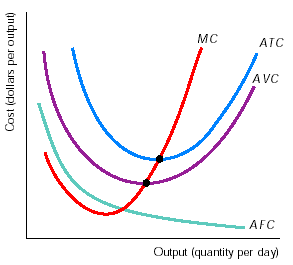 MC
ATC
AVC
AFC
Cost (dollars per output)
Output (quantity per day)